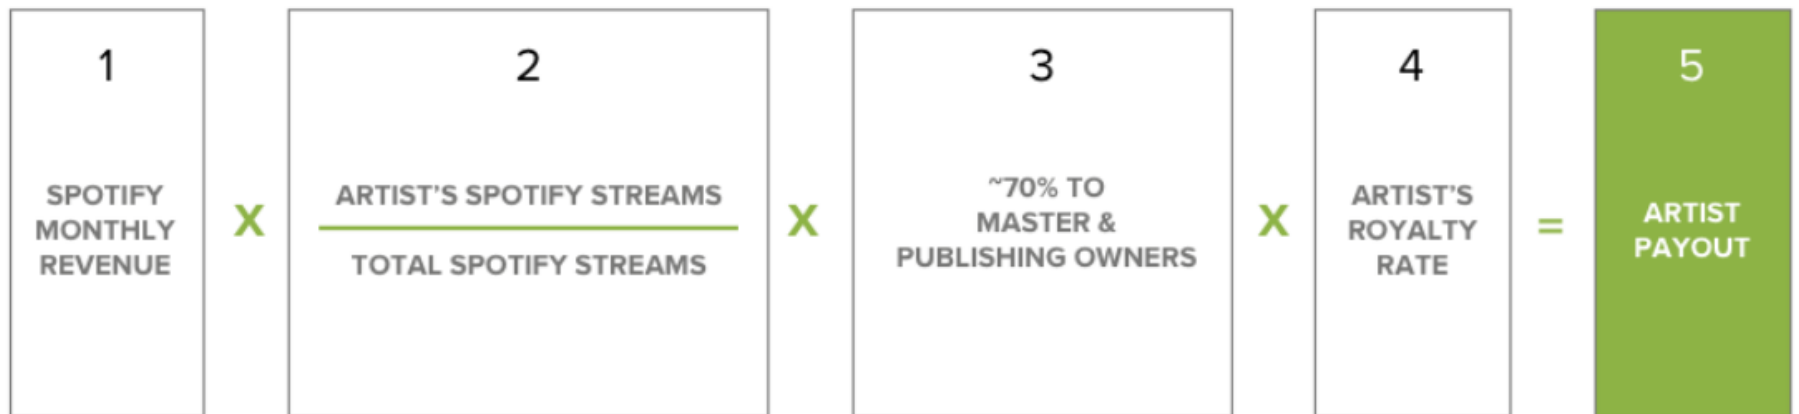 1
SPOTIFY
MONTHLY
REVENUE
X
2
ARTIST'S SPOTIFY STREAMS
TOTAL SPOTIFY STREAMS
X
3
~70% TO
MASTER &
PUBLISHING OWNERS
X
4
ARTIST'S
ROYALTY
RATE
=
5
ARTIST
PAYOUT